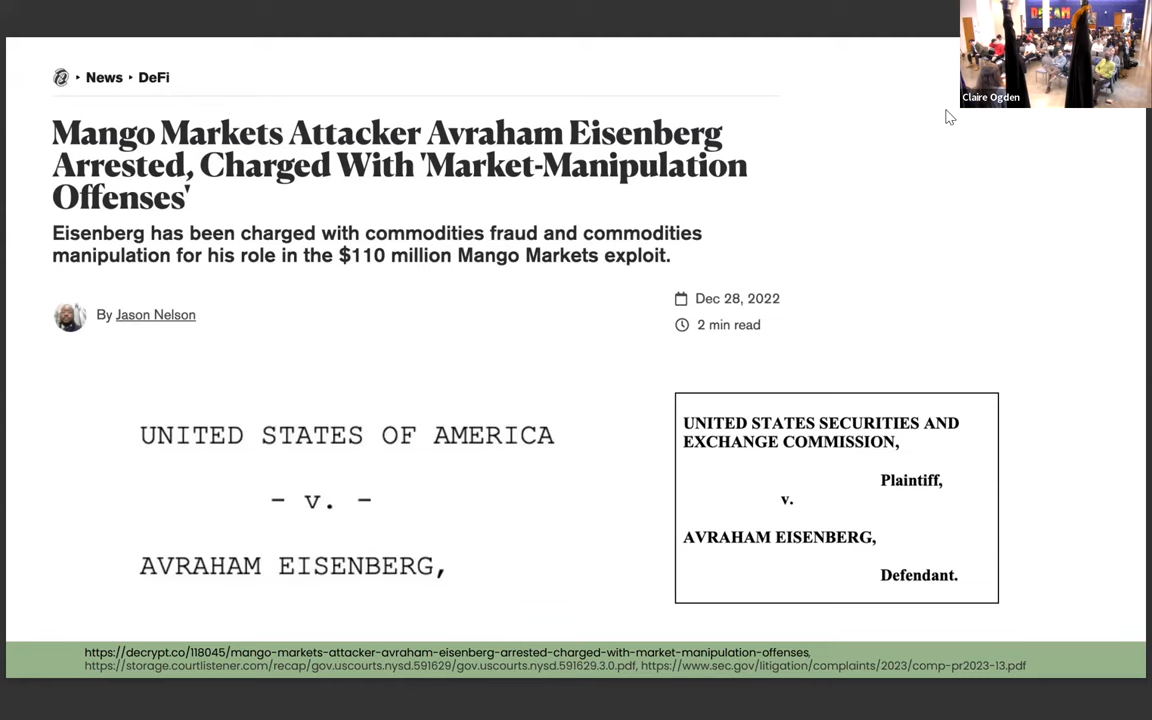 DREAM
Claire Ogden
▸ News ▸ DeFi
Mango Markets Attacker Avraham Eisenberg
Arrested, Charged With 'Market-Manipulation
Offenses'
Eisenberg has been charged with commodities fraud and commodities
manipulation for his role in the $110 million Mango Markets exploit.
By Jason Nelson
Dec 28, 2022
2 min read
UNITED STATES OF AMERICA
- v. -
AVRAHAM EISENBERG,
UNITED STATES SECURITIES AND
EXCHANGE COMMISSION,
Plaintiff,
v.
AVRAHAM EISENBERG,
Defendant.
https://decrypt.co/118045/mango-markets-attacker-avraham-eisenberg-arrested-charged-with-market-manipulation-offenses,
https://storage.courtlistener.com/recap/gov.uscourts.nysd.591629/gov.uscourts.nysd.591629.3.0.pdf, https://www.sec.gov/litigation/complaints/2023/comp-pr2023-13.pdf